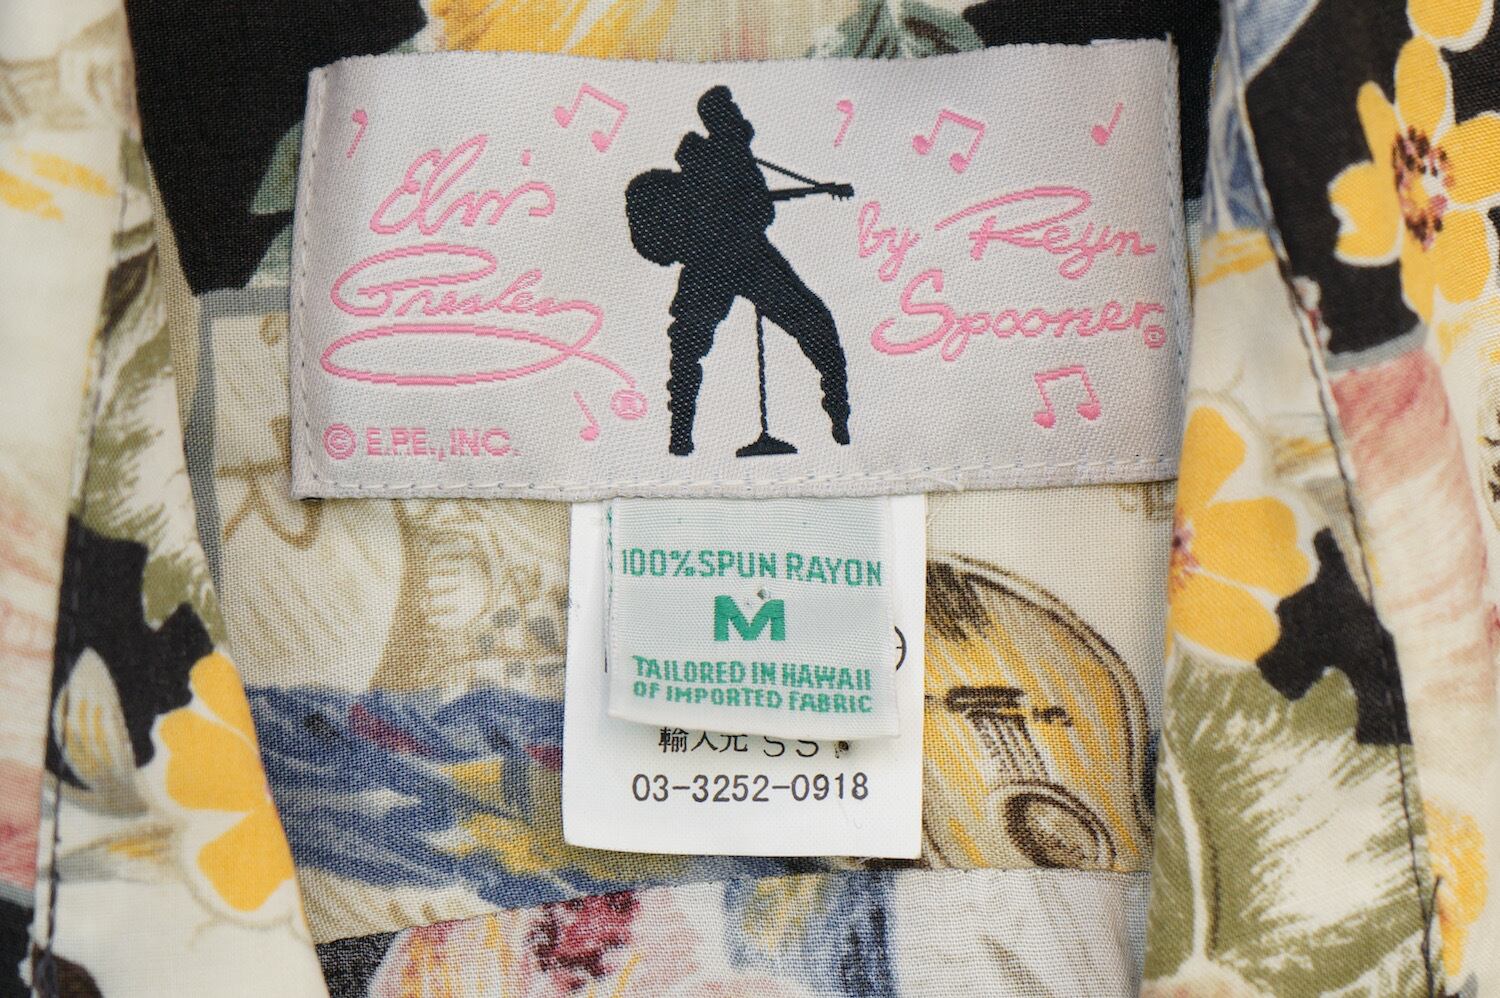 Elvis
Presley
®
© E.P.E., INC.
by Reyn
Spooner®
100% SPUN RAYON
M
TAILORED IN HAWAII
OF IMPORTED FABRIC
輸入元
03-3252-0918